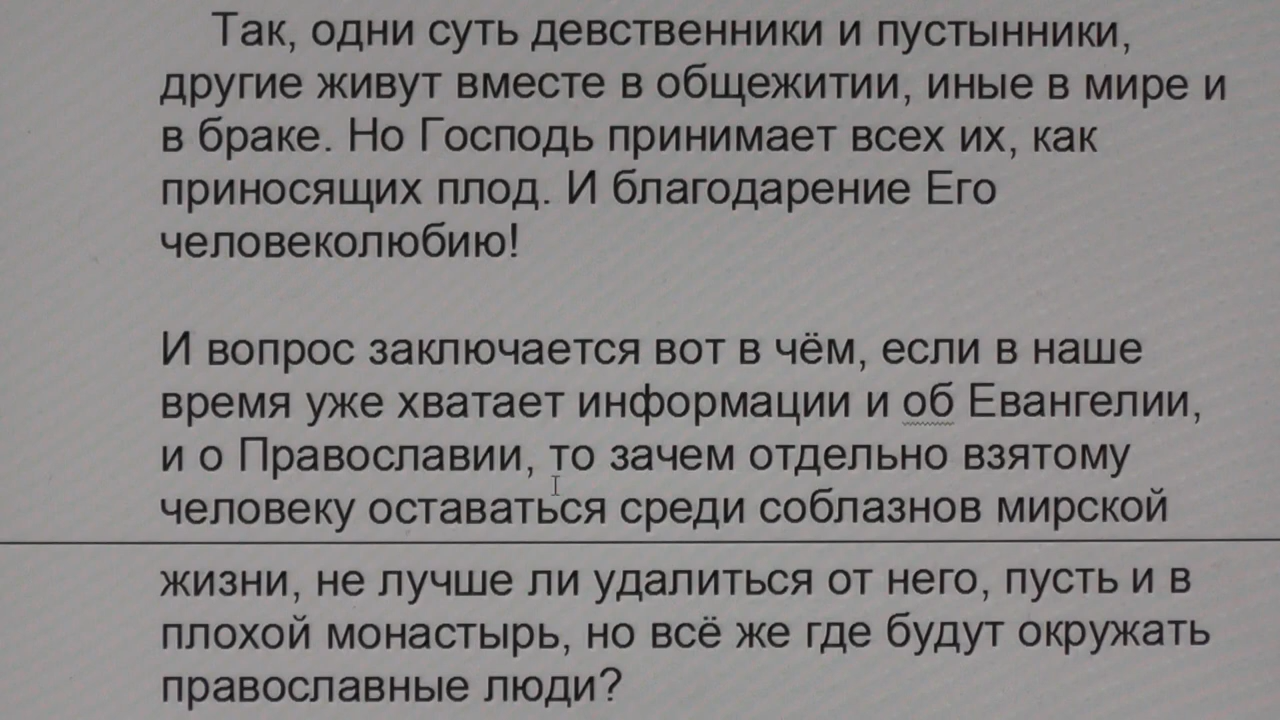 Так, одни суть девственники и пустынники,
другие живут вместе в общежитии, иные в мире и
в браке. Но Господь принимает всех их, как
приносящих плод. И благодарение Его
человеколюбию!
И вопрос заключается вот в чём, если в наше
время уже хватает информации и об Евангелии,
и о Православии, то зачем отдельно взятому
человеку оставаться среди соблазнов мирской
жизни, не лучше ли удалиться от него, пусть и в
плохой монастырь, но всё же где будут окружать
православные люди?